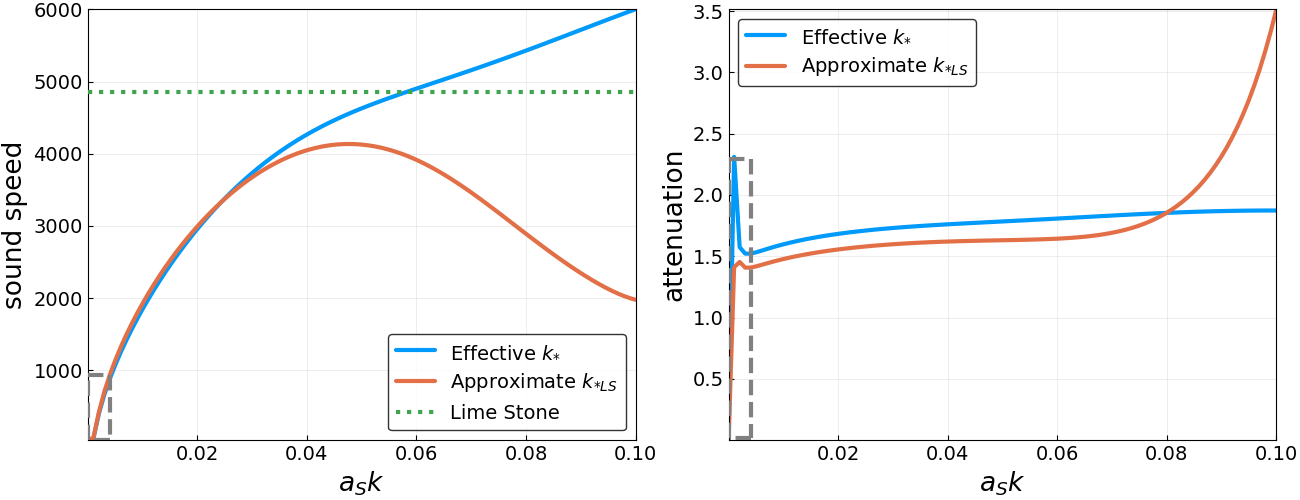 6000
5000
4000
3000
2000
1000
sound speed
0.02
0.04
0.06
0.08
0.10
a_S k
Effective k_*
Approximate k_{*LS}
Lime Stone
3.5
3.0
2.5
2.0
1.5
1.0
0.5
attenuation
0.02
0.04
0.06
0.08
0.10
a_S k
Effective k_*
Approximate k_{*LS}